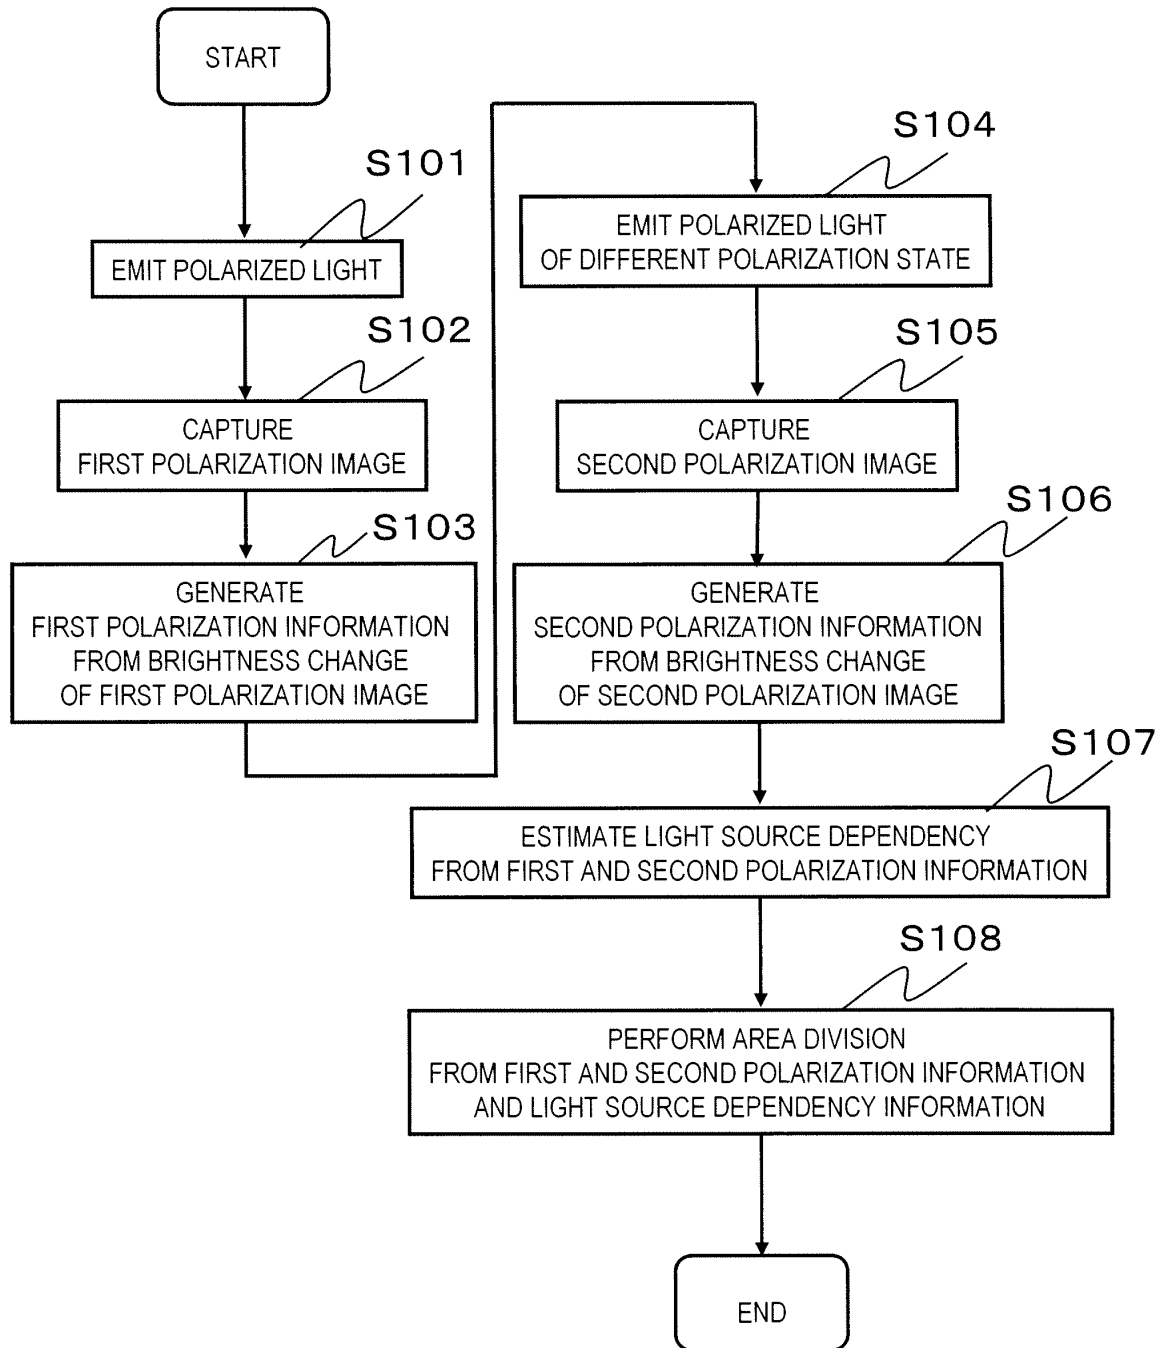 START
S101
EMIT POLARIZED LIGHT
S102
CAPTURE
FIRST POLARIZATION IMAGE
S103
GENERATE
FIRST POLARIZATION INFORMATION
FROM BRIGHTNESS CHANGE
OF FIRST POLARIZATION IMAGE
S104
EMIT POLARIZED LIGHT
OF DIFFERENT POLARIZATION STATE
S105
CAPTURE
SECOND POLARIZATION IMAGE
S106
GENERATE
SECOND POLARIZATION INFORMATION
FROM BRIGHTNESS CHANGE
OF SECOND POLARIZATION IMAGE
S107
ESTIMATE LIGHT SOURCE DEPENDENCY
FROM FIRST AND SECOND POLARIZATION INFORMATION
S108
PERFORM AREA DIVISION
FROM FIRST AND SECOND POLARIZATION INFORMATION
AND LIGHT SOURCE DEPENDENCY INFORMATION
END